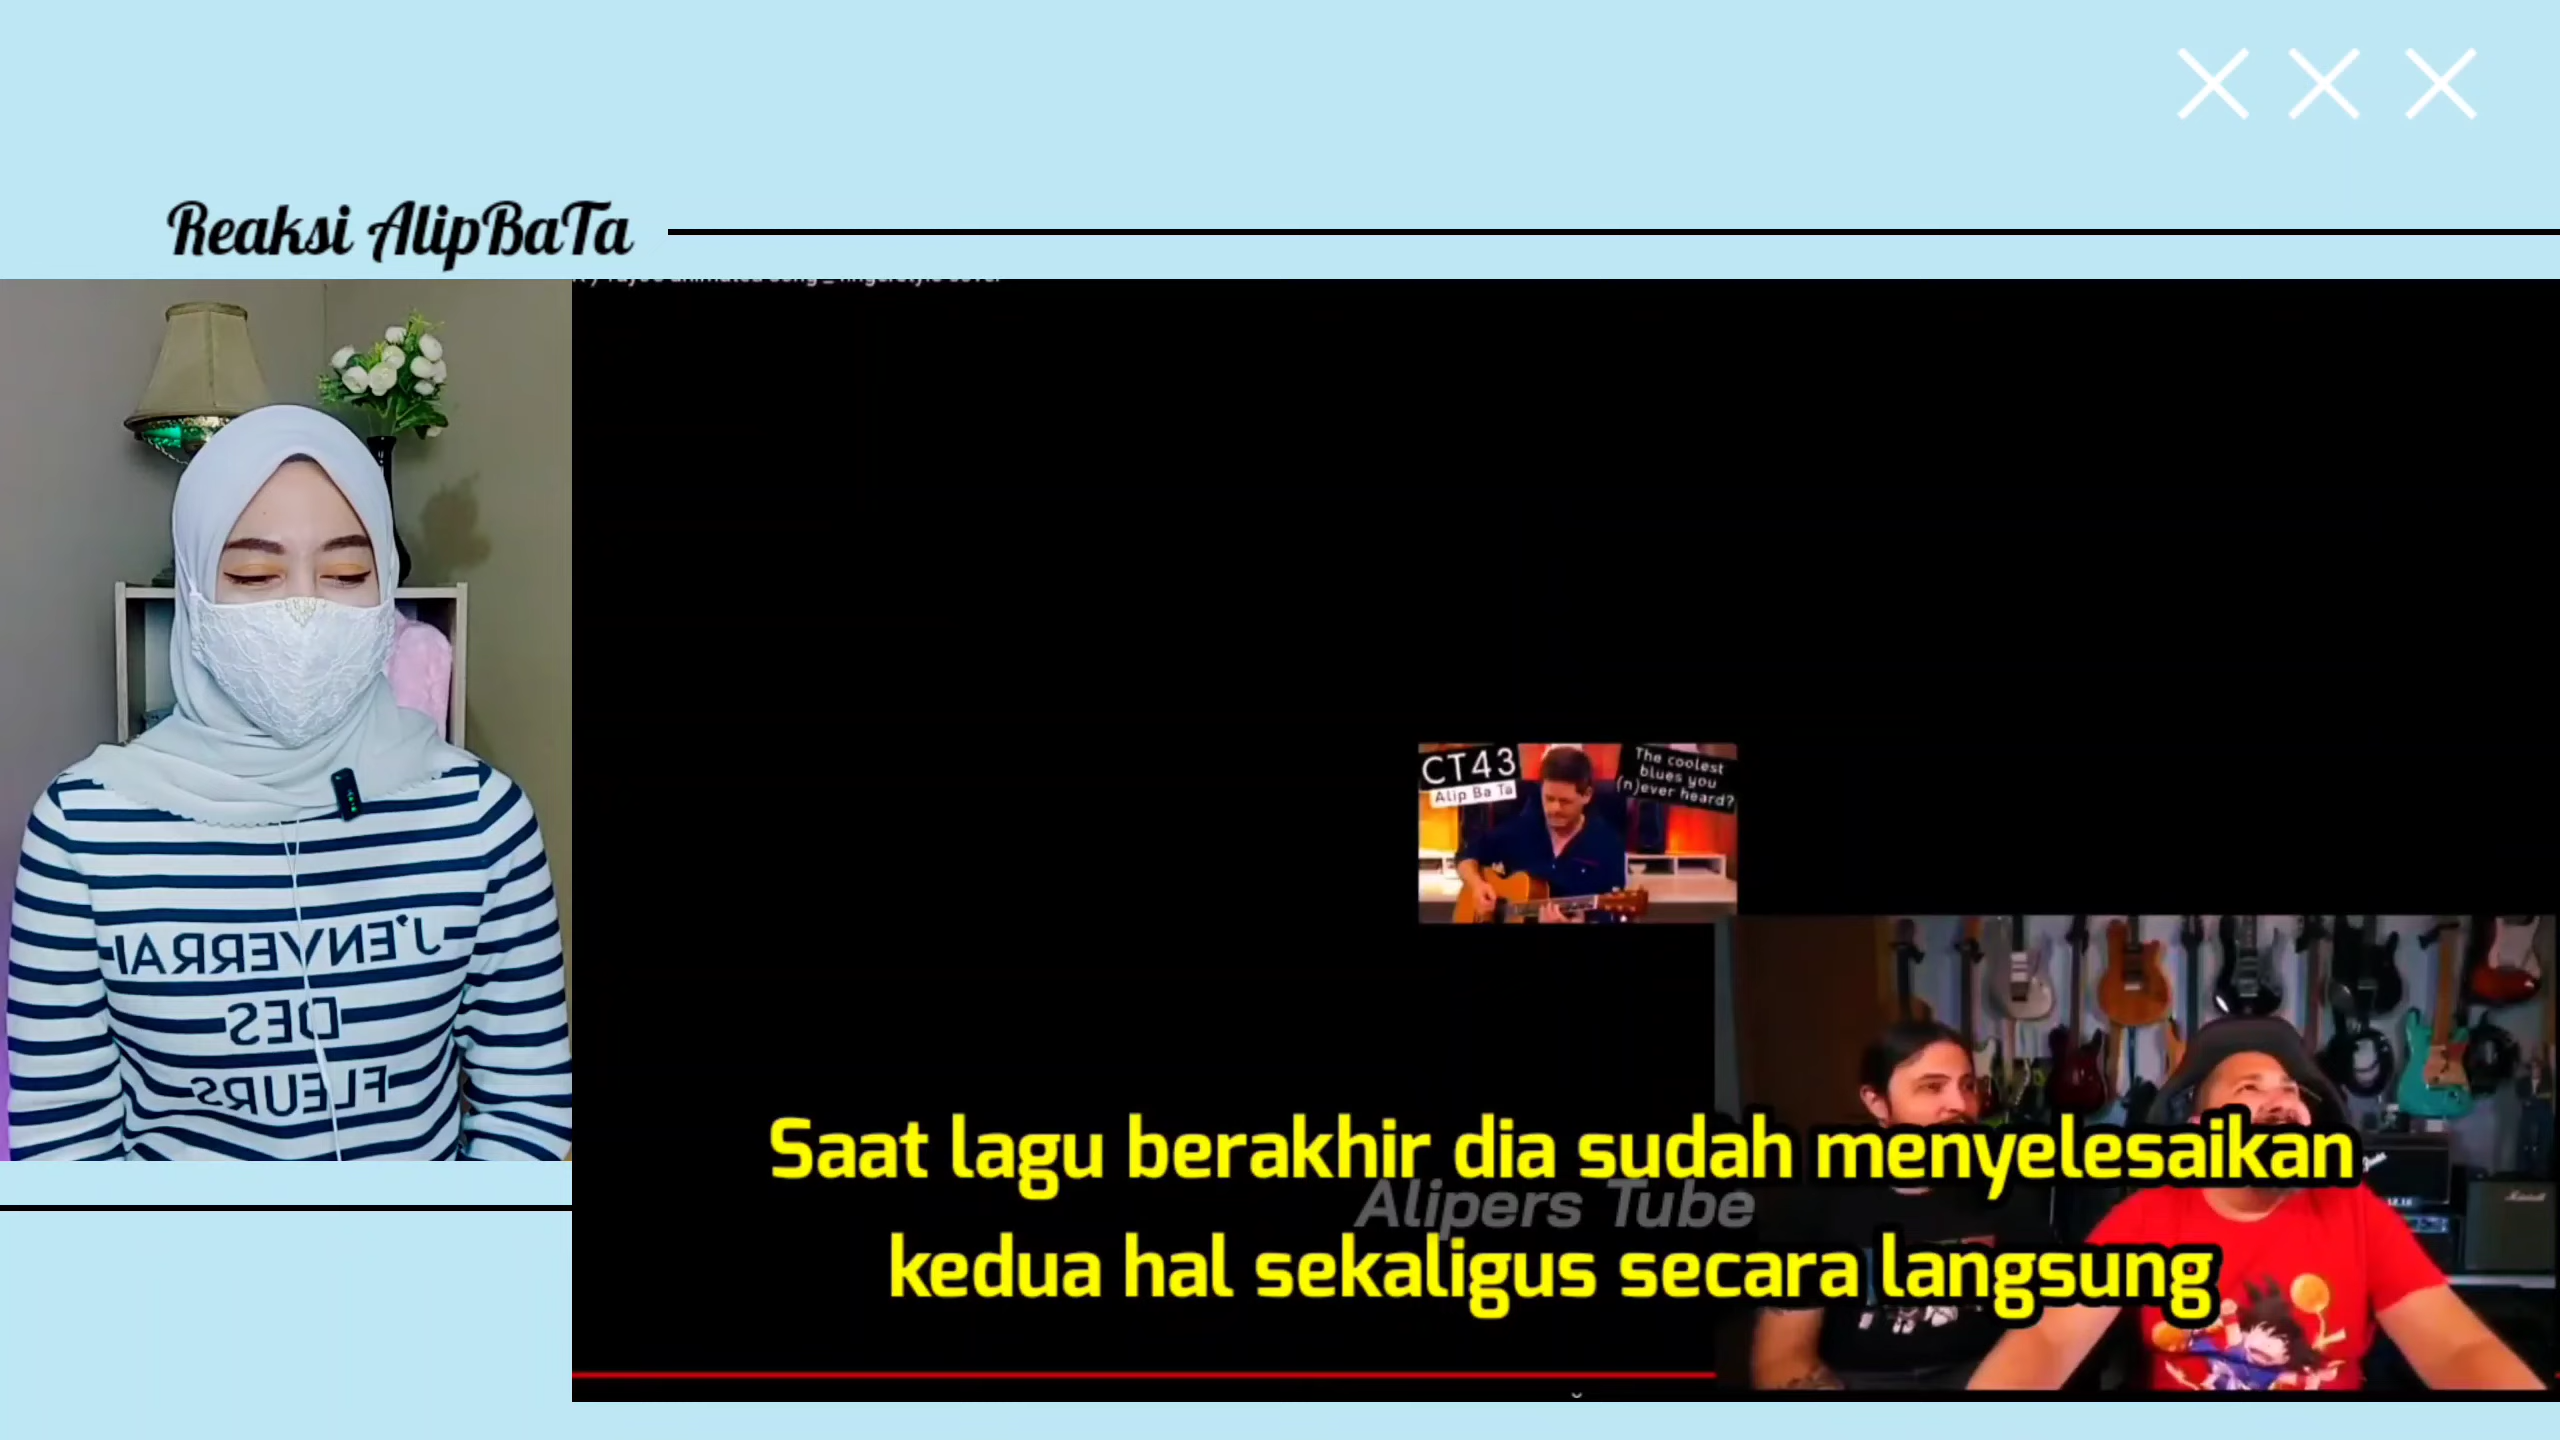 Reaksi AlipBaTa
CT43
Alip Ba Ta
The coolest
blues you
(n)ever heard?
J'ENVERRAI
DES
FLEURS
Saat lagu berakhir dia sudah menyelesaikan
Alipers Tube
kedua hal sekaligus secara langsung